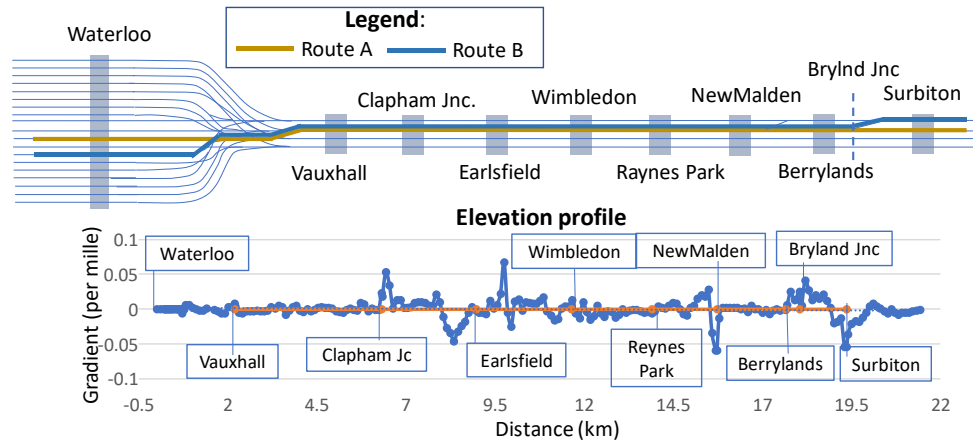 Legend:
Route A Route B
Waterloo
Brylnd Jnc
Clapham Jnc. Wimbledon NewMalden Surbiton
Vauxhall Earlsfield Raynes Park Berrylands
Elevation profile
Gradient (per mille)
0.1
0.05
0
-0.05
-0.1
Waterloo Wimbledon NewMalden Bryland Jnc
Vauxhall Clapham Jc Earlsfield Reynes Park Berrylands Surbiton
-0.5 2 4.5 7 9.5 12 14.5 17 19.5 22
Distance (km)